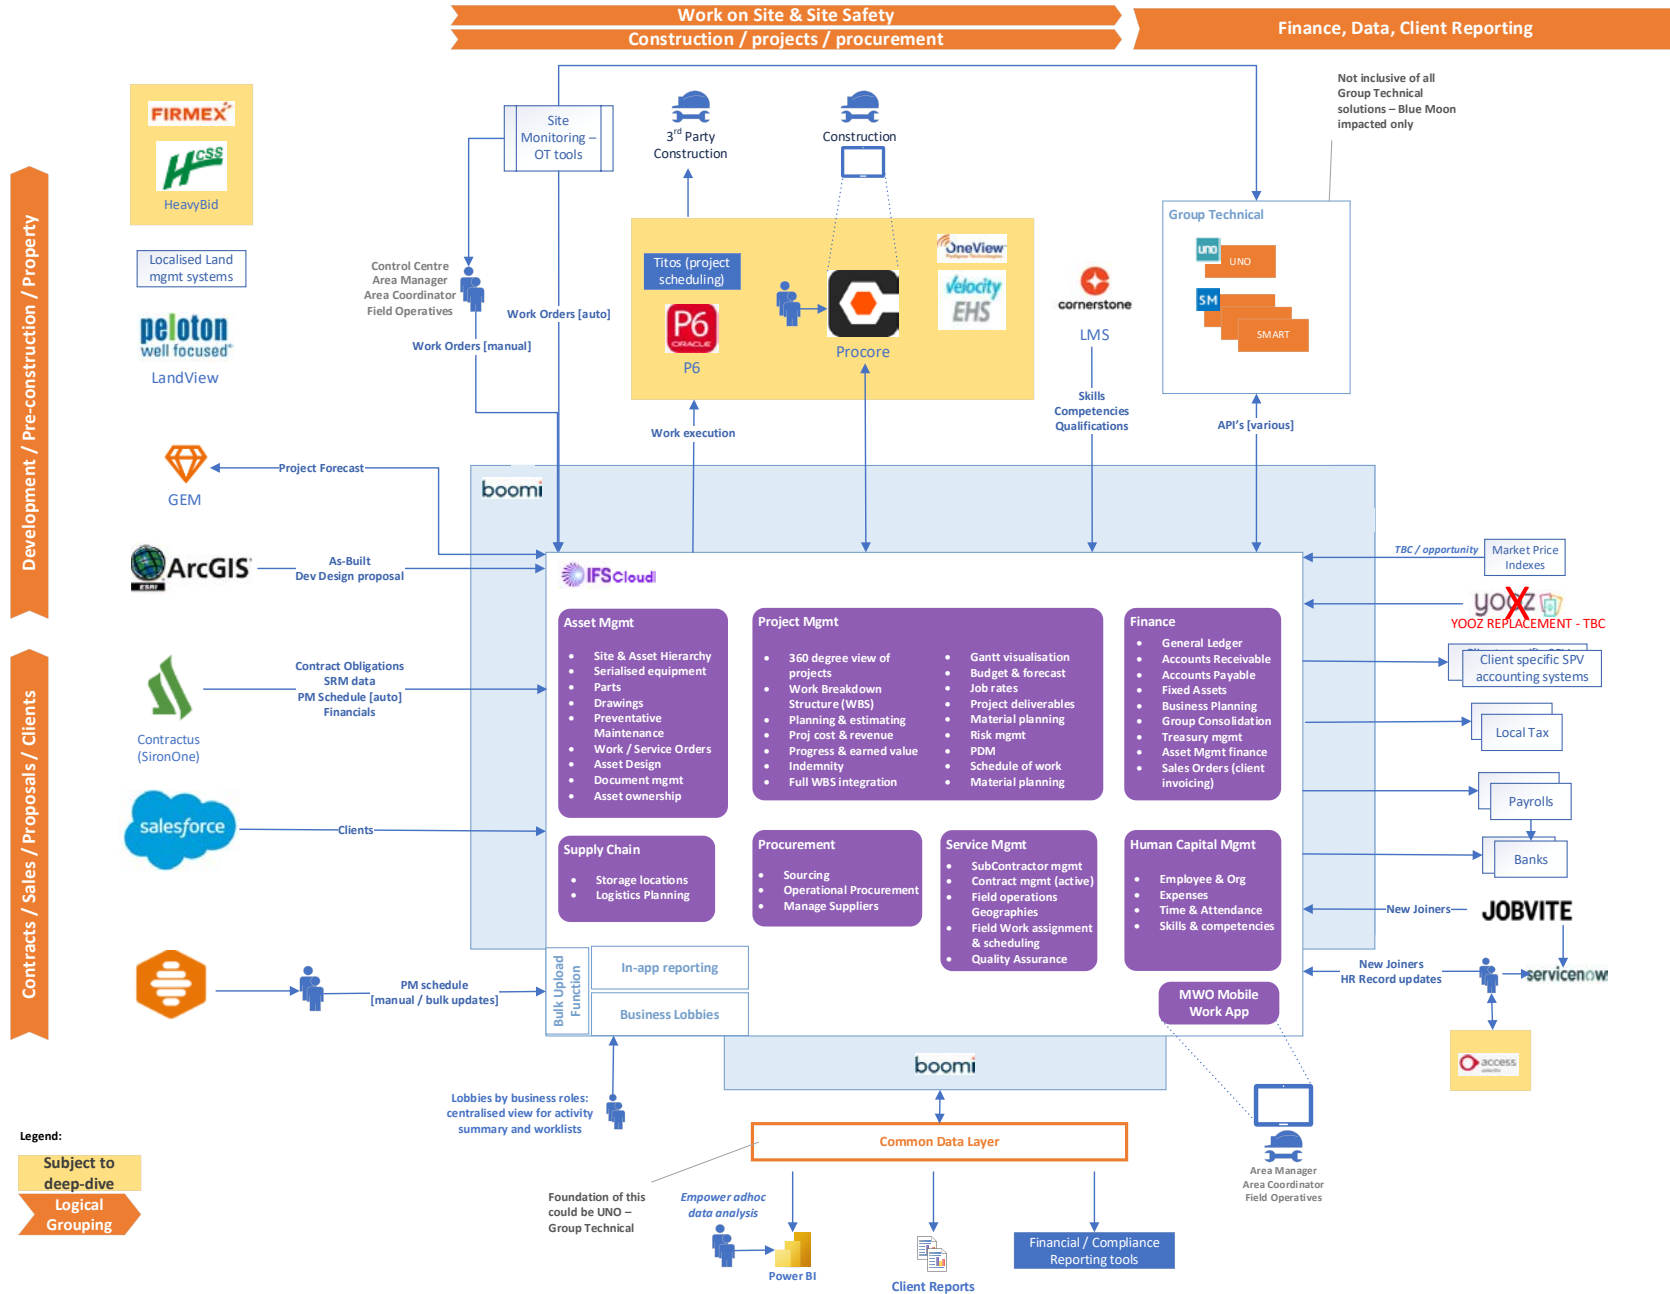 Work on Site & Site Safety
Construction / projects / procurement
Finance, Data, Client Reporting
Development / Pre-construction / Property
Contracts / Sales / Proposals / Clients
FIRMEX
HCSS
HeavyBid
Localised Land
mgmt systems
peloton
well focused
LandView
GEM
Project Forecast
ArcGIS
ESRI
As-Built
Dev Design proposal
Contract Obligations
SRM data
PM Schedule [auto]
Financials
Contractus
(SironOne)
salesforce
Clients
PM schedule
[manual / bulk updates]
Site
Monitoring –
OT tools
Control Centre
Area Manager
Area Coordinator
Field Operatives
Work Orders [auto]
Work Orders [manual]
3rd Party
Construction
Construction
Titos (project
scheduling)
P6
ORACLE
P6
Procore
OneView
Pedigree Technologies
Velocity
EHS
Work execution
cornerstone
LMS
Skills
Competencies
Qualifications
Not inclusive of all
Group Technical
solutions – Blue Moon
impacted only
Group Technical
uno
UNO
SM
SMART
API's [various]
boomi
IFSCloud
Asset Mgmt
• Site & Asset Hierarchy
• Serialised equipment
• Parts
• Drawings
• Preventative
Maintenance
• Work / Service Orders
• Asset Design
• Document mgmt
• Asset ownership
Project Mgmt
• 360 degree view of
projects
• Work Breakdown
Structure (WBS)
• Planning & estimating
• Proj cost & revenue
• Progress & earned value
• Indemnity
• Full WBS integration
• Gantt visualisation
• Budget & forecast
• Job rates
• Project deliverables
• Material planning
• Risk mgmt
• PDM
• Schedule of work
• Material planning
Finance
• General Ledger
• Accounts Receivable
• Accounts Payable
• Fixed Assets
• Business Planning
• Group Consolidation
• Treasury mgmt
• Asset Mgmt finance
• Sales Orders (client
invoicing)
Supply Chain
• Storage locations
• Logistics Planning
Procurement
• Sourcing
• Operational Procurement
• Manage Suppliers
Service Mgmt
• SubContractor mgmt
• Contract mgmt (active)
• Field operations
Geographies
• Field Work assignment
& scheduling
• Quality Assurance
Human Capital Mgmt
• Employee & Org
• Expenses
• Time & Attendance
• Skills & competencies
MWO Mobile
Work App
Bulk Upload
Function
In-app reporting
Business Lobbies
boomi
TBC / opportunity
Market Price
Indexes
yooz
X
YOOZ REPLACEMENT - TBC
Client specific SPV
accounting systems
Local Tax
Payrolls
Banks
New Joiners
JOBVITE
New Joiners
HR Record updates
servicenow
access
Lobbies by business roles:
centralised view for activity
summary and worklists
Common Data Layer
Foundation of this
could be UNO –
Group Technical
Empower adhoc
data analysis
Power BI
Client Reports
Financial / Compliance
Reporting tools
Area Manager
Area Coordinator
Field Operatives
Legend:
Subject to
deep-dive
Logical
Grouping